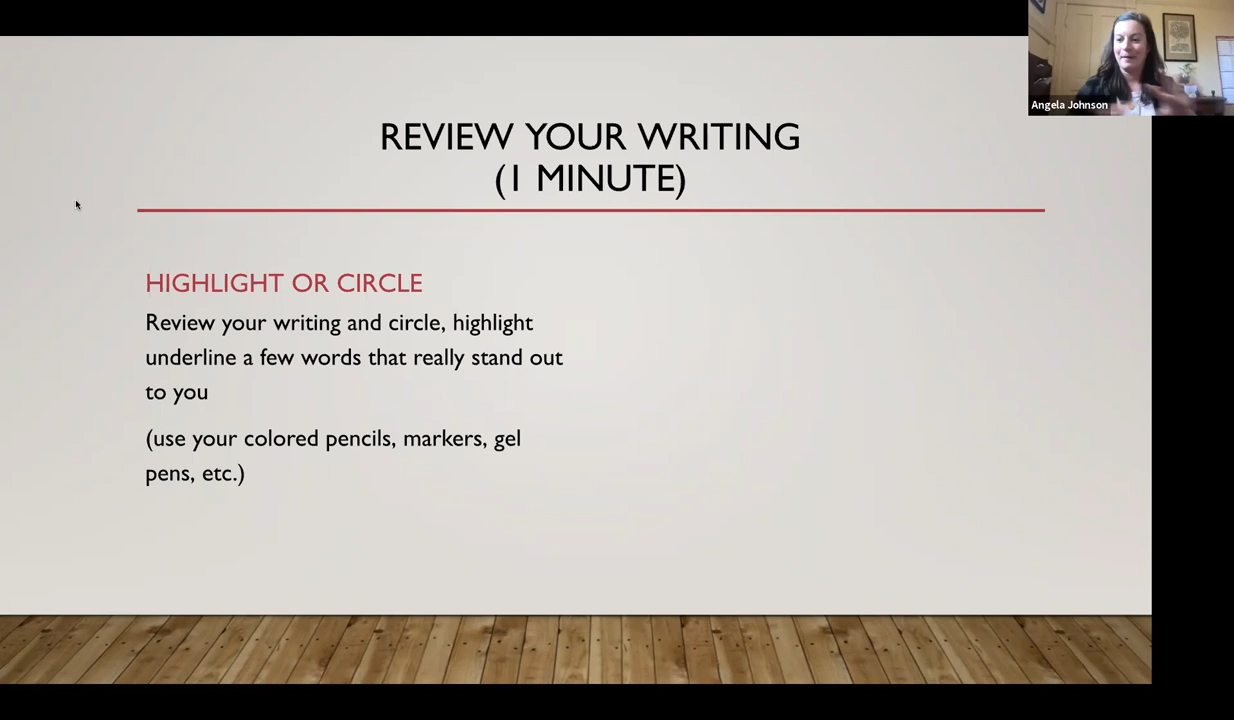 REVIEW YOUR WRITING
(1 MINUTE)
HIGHLIGHT OR CIRCLE
Review your writing and circle, highlight
underline a few words that really stand out
to you
(use your colored pencils, markers, gel
pens, etc.)
Angela Johnson